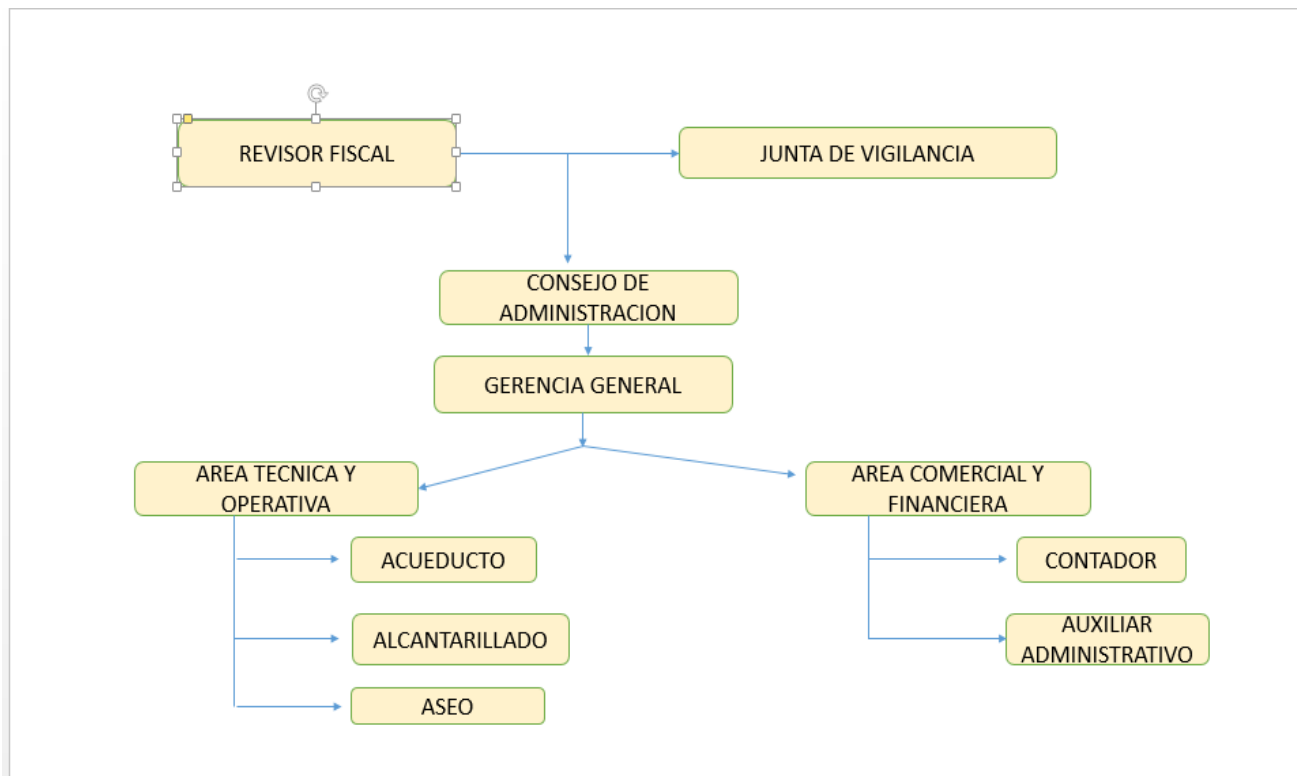 REVISOR FISCAL
JUNTA DE VIGILANCIA
CONSEJO DE
ADMINISTRACION
GERENCIA GENERAL
AREA TECNICA Y
OPERATIVA
AREA COMERCIAL Y
FINANCIERA
ACUEDUCTO
CONTADOR
ALCANTARILLADO
AUXILIAR
ADMINISTRATIVO
ASEO